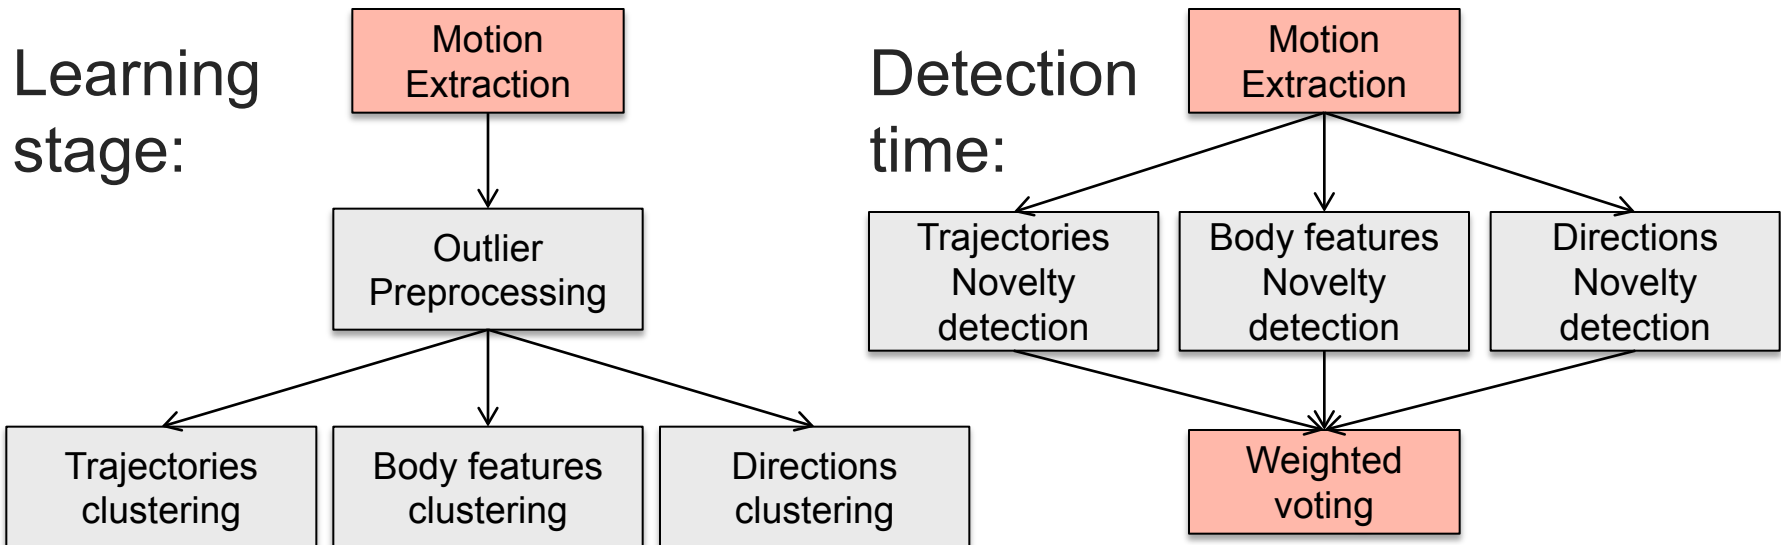 Learning
stage:
Motion
Extraction
Outlier
Preprocessing
Trajectories
clustering
Body features
clustering
Directions
clustering
Detection
time:
Motion
Extraction
Trajectories
Novelty
detection
Body features
Novelty
detection
Directions
Novelty
detection
Weighted
voting